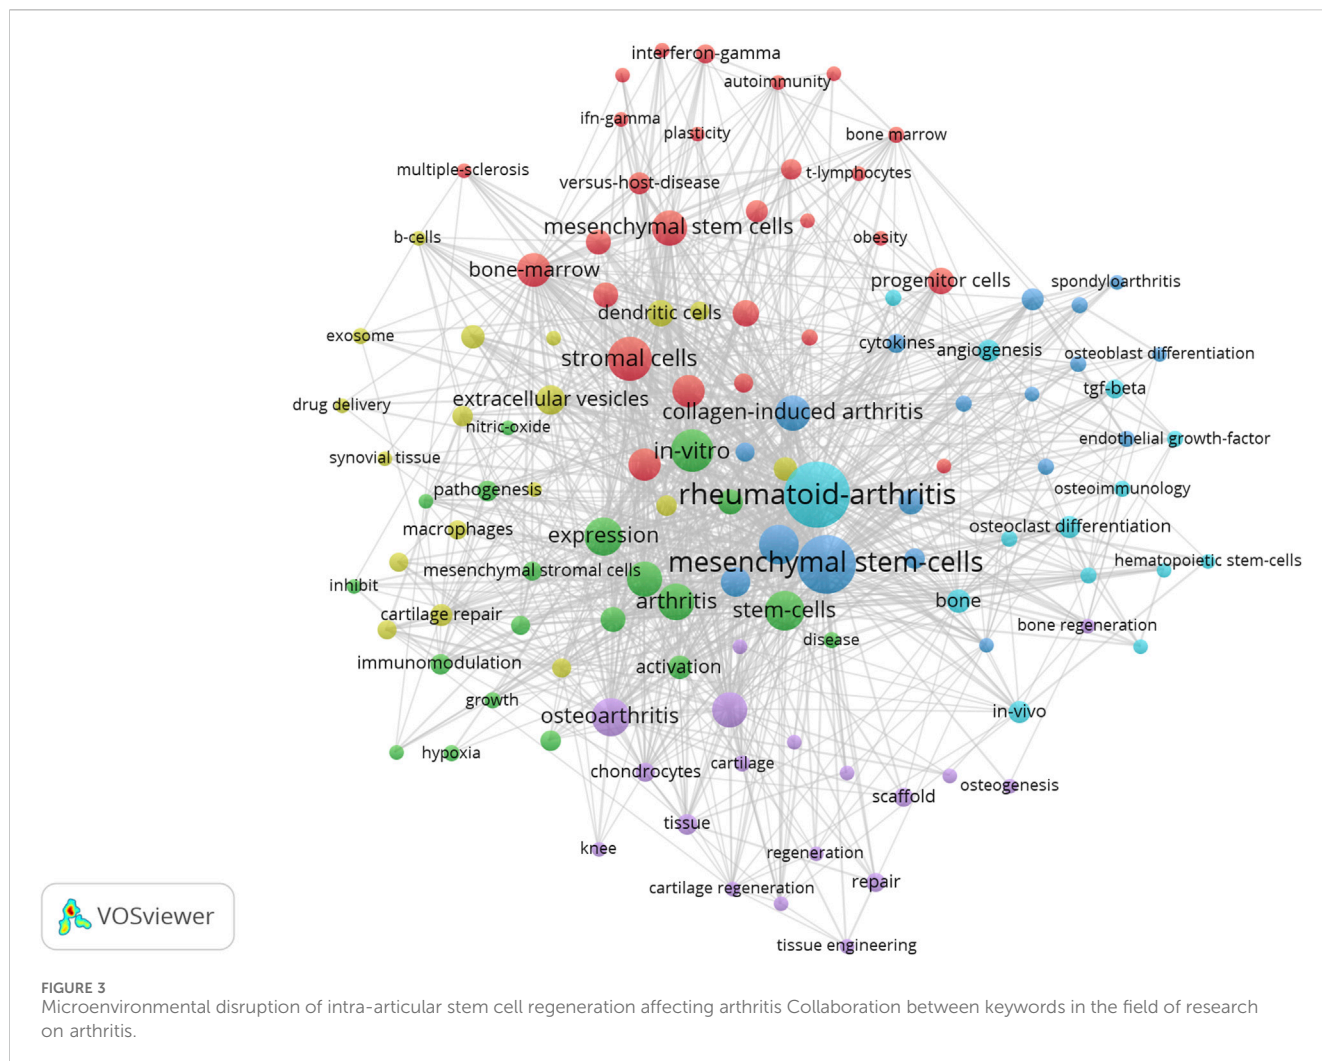 interferon-gamma
autoimmunity
ifn-gamma
plasticity
bone marrow
multiple-sclerosis
versus-host-disease
t-lymphocytes
mesenchymal stem cells
b-cells
obesity
bone-marrow
progenitor cells
spondyloarthritis
dendritic cells
exosome
cytokines
angiogenesis
osteoblast differentiation
stromal cells
tgf-beta
extracellular vesicles
drug delivery
collagen-induced arthritis
nitric-oxide
endothelial growth-factor
in-vitro
synovial tissue
pathogenesis
rheumatoid-arthritis
osteoimmunology
macrophages
expression
osteoclast differentiation
mesenchymal stromal cells
mesenchymal stem-cells
hematopoietic stem-cells
inhibit
arthritis
stem-cells
bone
cartilage repair
bone regeneration
disease
immunomodulation
activation
growth
osteoarthritis
in-vivo
hypoxia
chondrocytes
cartilage
osteogenesis
scaffold
tissue
knee
regeneration
cartilage regeneration
repair
tissue engineering
VOSviewer
FIGURE 3
Microenvironmental disruption of intra-articular stem cell regeneration affecting arthritis Collaboration between keywords in the field of research
on arthritis.